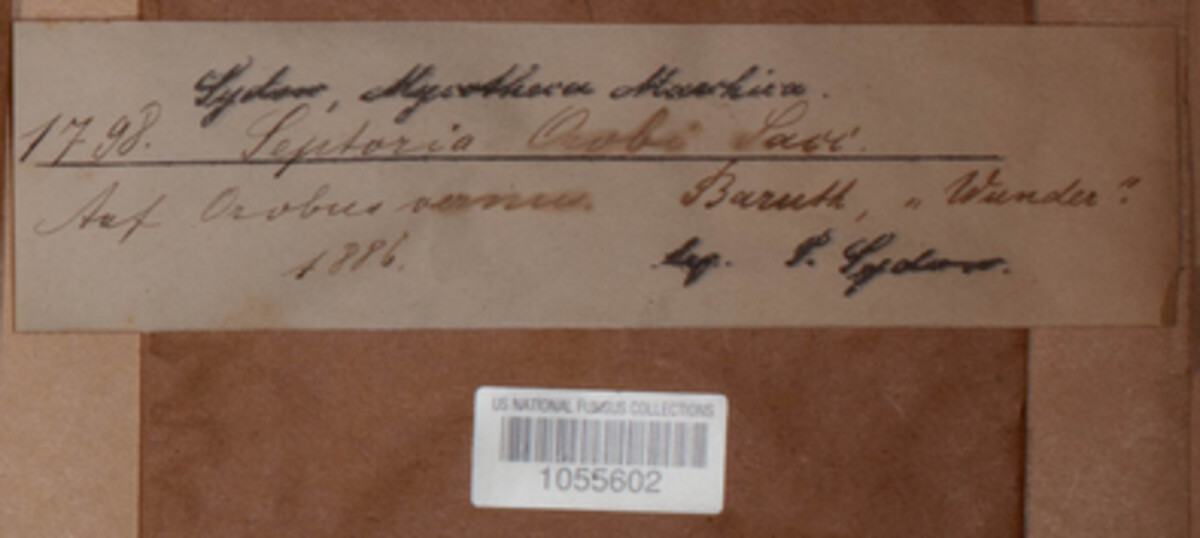 Sydow, Mycotheca Marchica.
1798. Septoria Orobi Sacc.
Auf Orobus vernus. Baruth, „Wunder".
1886. leg. P. Sydow.
US NATIONAL FUNGUS COLLECTIONS
1055602